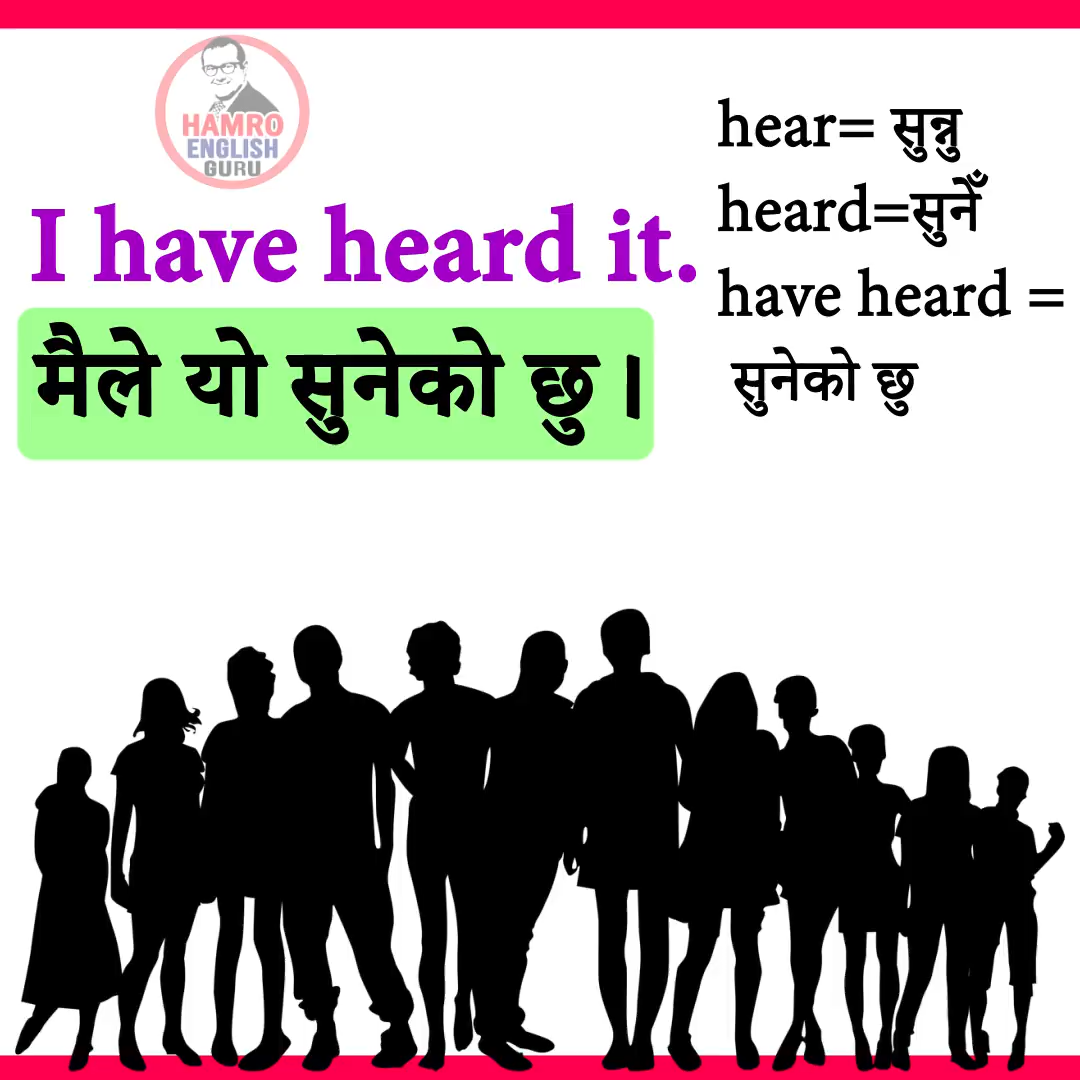 HAMRO
ENGLISH
GURU
I have heard it.
मैले यो सुनेको छु ।
hear= सुन्नु
heard=सुनेँ
have heard =
सुनेको छु